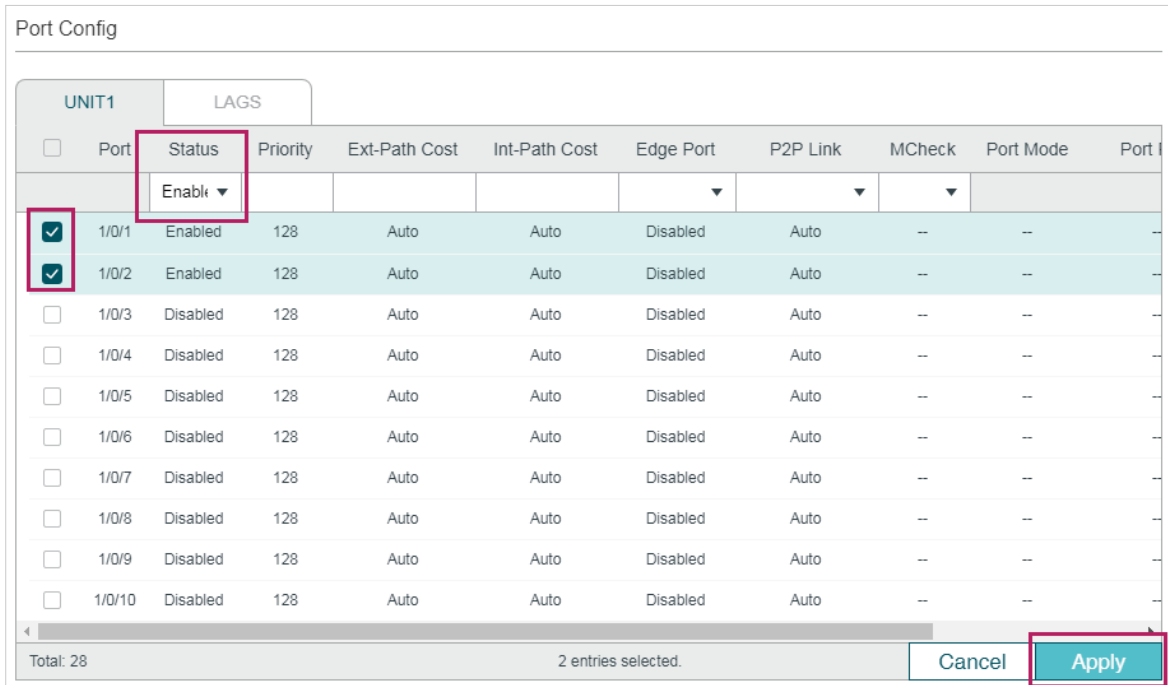 Port Config
UNIT1 LAGS
Port Status Priority Ext-Path Cost Int-Path Cost Edge Port P2P Link MCheck Port Mode Port
Enable
1/0/1 Enabled 128 Auto Auto Disabled Auto -- -- --
1/0/2 Enabled 128 Auto Auto Disabled Auto -- -- --
1/0/3 Disabled 128 Auto Auto Disabled Auto -- -- --
1/0/4 Disabled 128 Auto Auto Disabled Auto -- -- --
1/0/5 Disabled 128 Auto Auto Disabled Auto -- -- --
1/0/6 Disabled 128 Auto Auto Disabled Auto -- -- --
1/0/7 Disabled 128 Auto Auto Disabled Auto -- -- --
1/0/8 Disabled 128 Auto Auto Disabled Auto -- -- --
1/0/9 Disabled 128 Auto Auto Disabled Auto -- -- --
1/0/10 Disabled 128 Auto Auto Disabled Auto -- -- --
Total: 28 2 entries selected. Cancel Apply